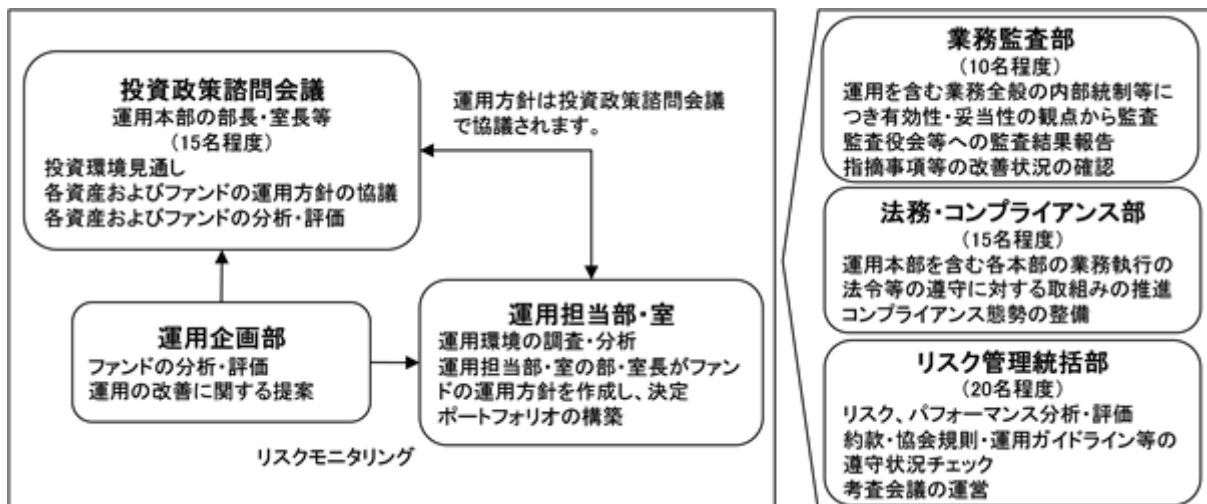 投資政策諮問会議
運用本部の部長・室長等
（15名程度）
投資環境見通し
各資産およびファンドの運用方針の協議
各資産およびファンドの分析・評価
運用方針は投資政策諮問会議
で協議されます。
運用企画部
ファンドの分析・評価
運用の改善に関する提案
運用担当部・室
運用環境の調査・分析
運用担当部・室の部・室長がファン
ドの運用方針を作成し、決定
ポートフォリオの構築
リスクモニタリング
業務監査部
（10名程度）
運用を含む業務全般の内部統制等に
つき有効性・妥当性の観点から監査
監査役会等への監査結果報告
指摘事項等の改善状況の確認
法務・コンプライアンス部
（15名程度）
運用本部を含む各本部の業務執行の
法令等の遵守に対する取組みの推進
コンプライアンス態勢の整備
リスク管理統括部
（20名程度）
リスク、パフォーマンス分析・評価
約款・協会規則・運用ガイドライン等の
遵守状況チェック
考査会議の運営